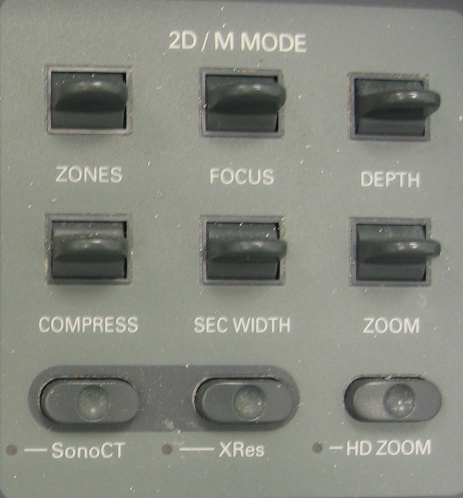 2D / M MODE
ZONES FOCUS DEPTH
COMPRESS SEC WIDTH ZOOM
SonoCT XRes HD ZOOM